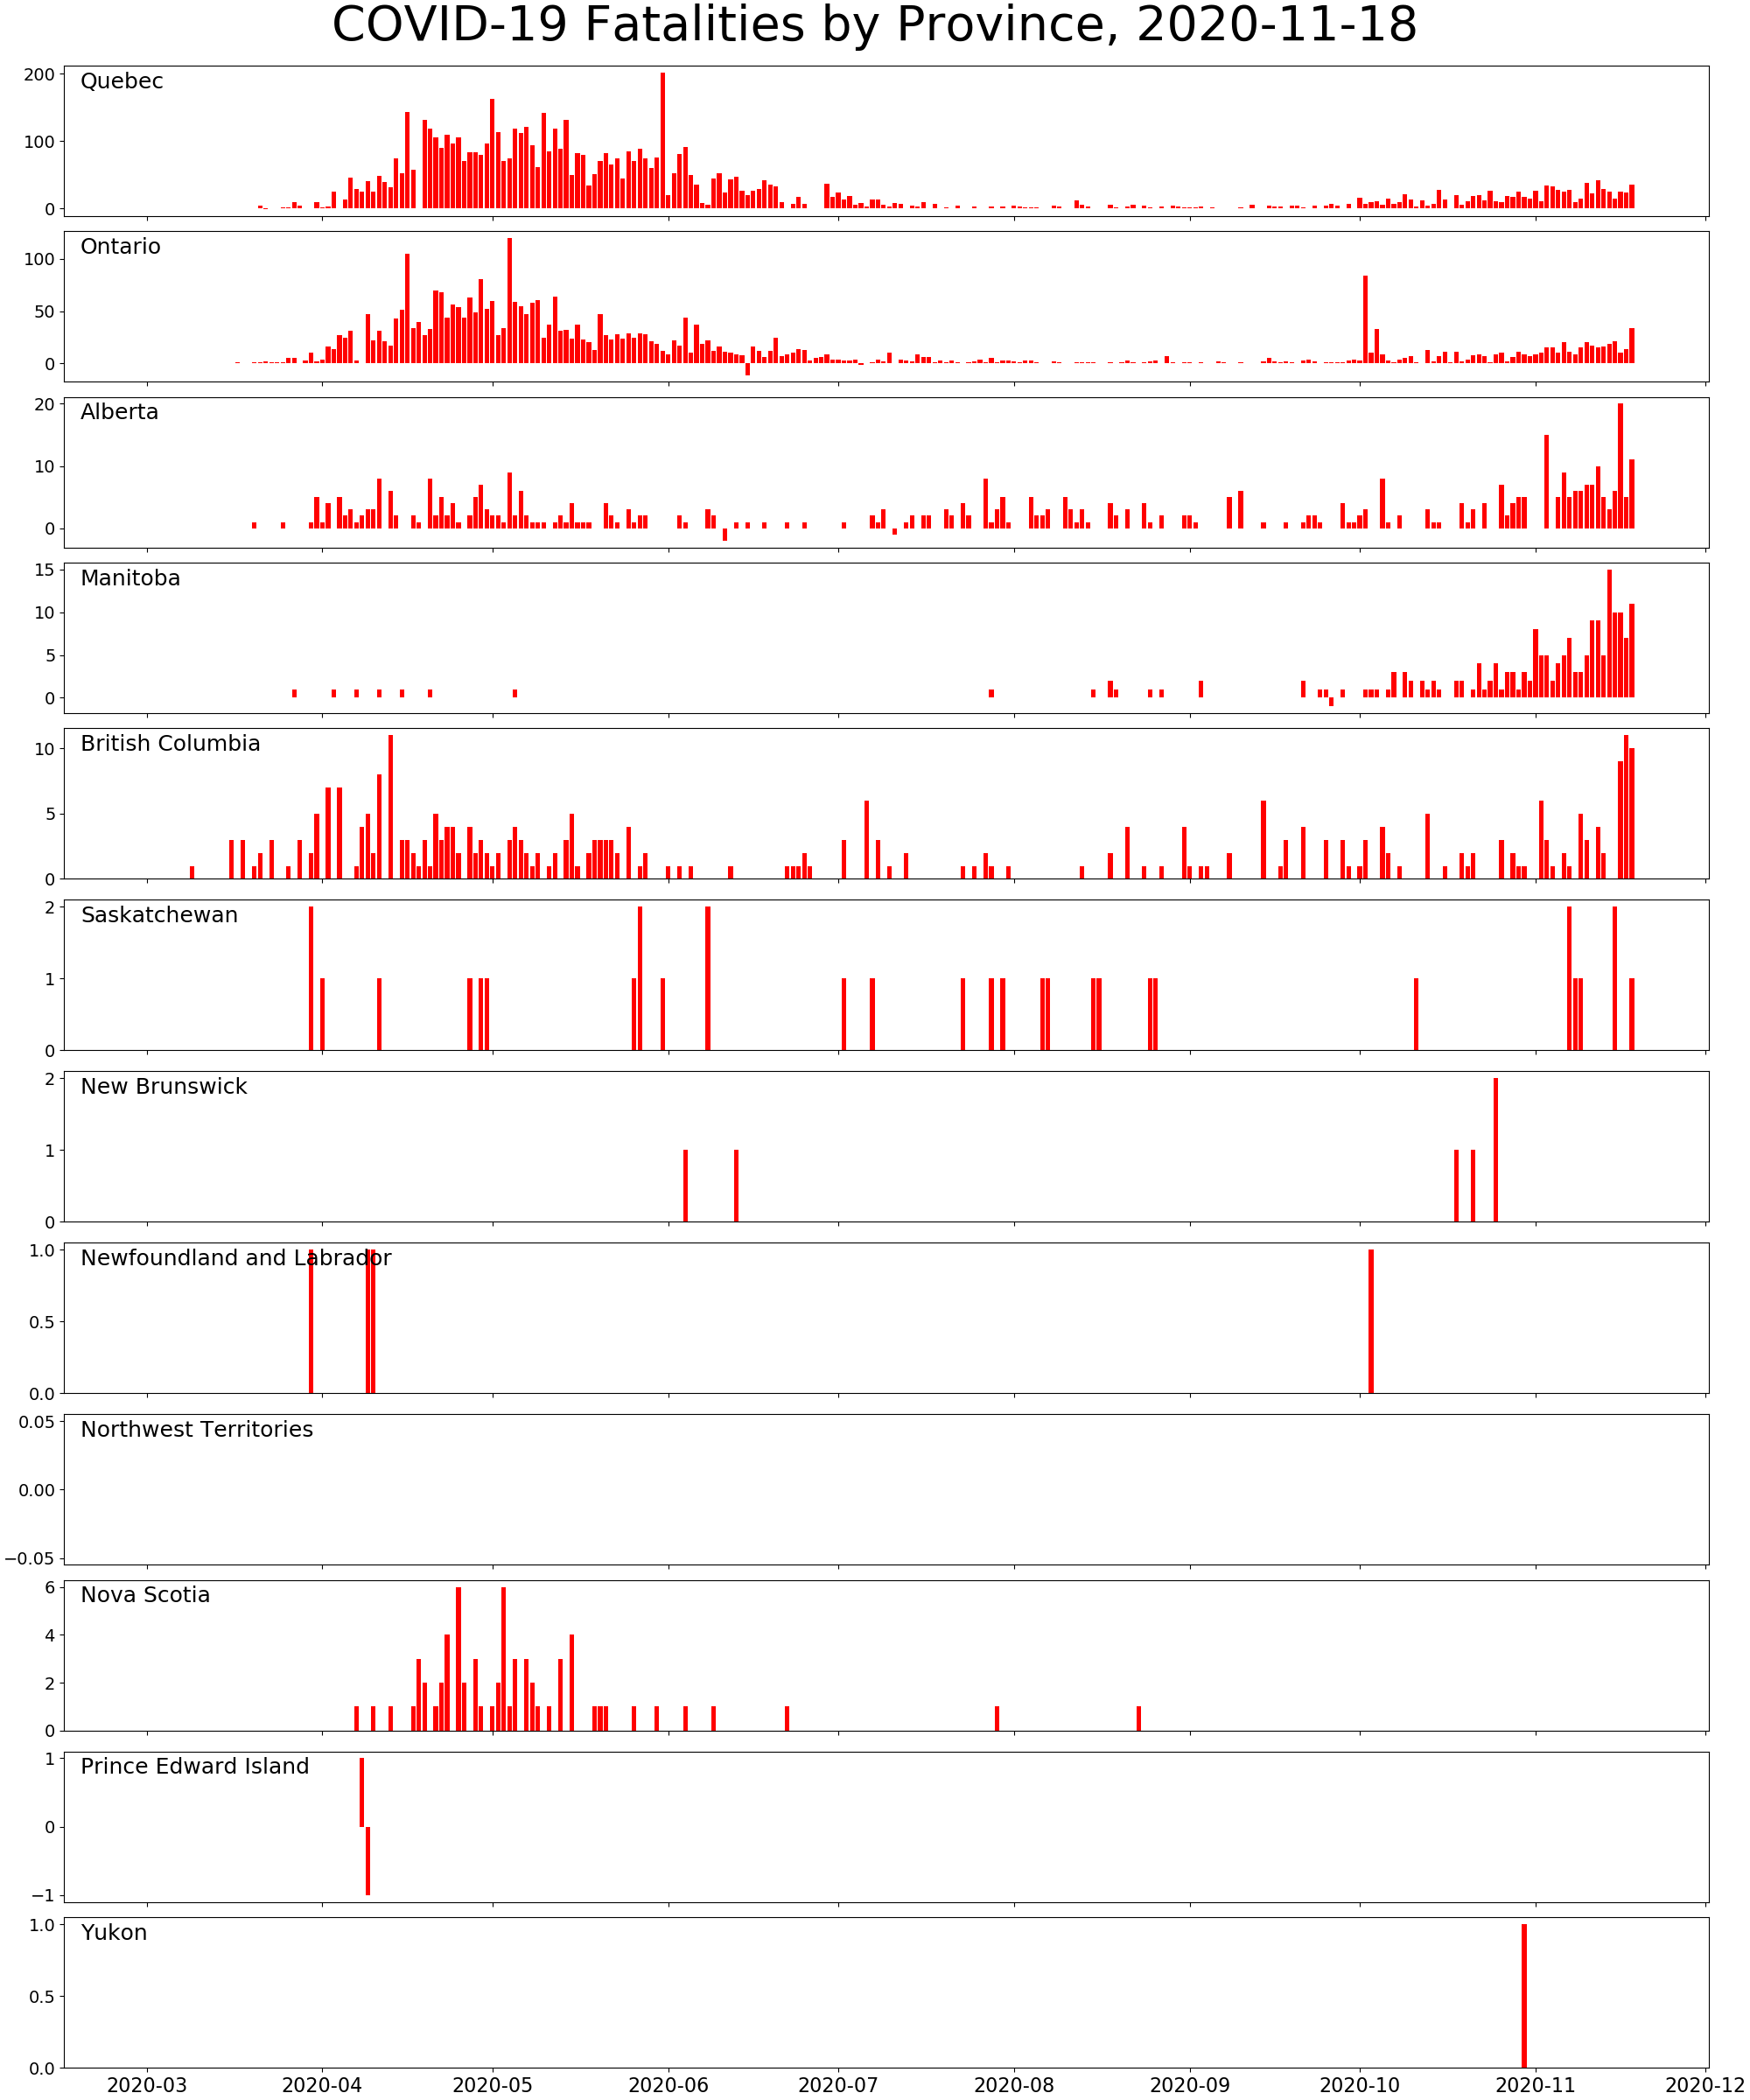 COVID-19 Fatalities by Province, 2020-11-18
Quebec
200
100
0
Ontario
100
50
0
Alberta
20
10
0
Manitoba
15
10
5
0
British Columbia
10
5
0
Saskatchewan
2
1
0
New Brunswick
2
1
0
Newfoundland and Labrador
1.0
0.5
0.0
Northwest Territories
0.05
0.00
−0.05
Nova Scotia
6
4
2
0
Prince Edward Island
1
0
−1
Yukon
1.0
0.5
0.0
2020-03 2020-04 2020-05 2020-06 2020-07 2020-08 2020-09 2020-10 2020-11 2020-12